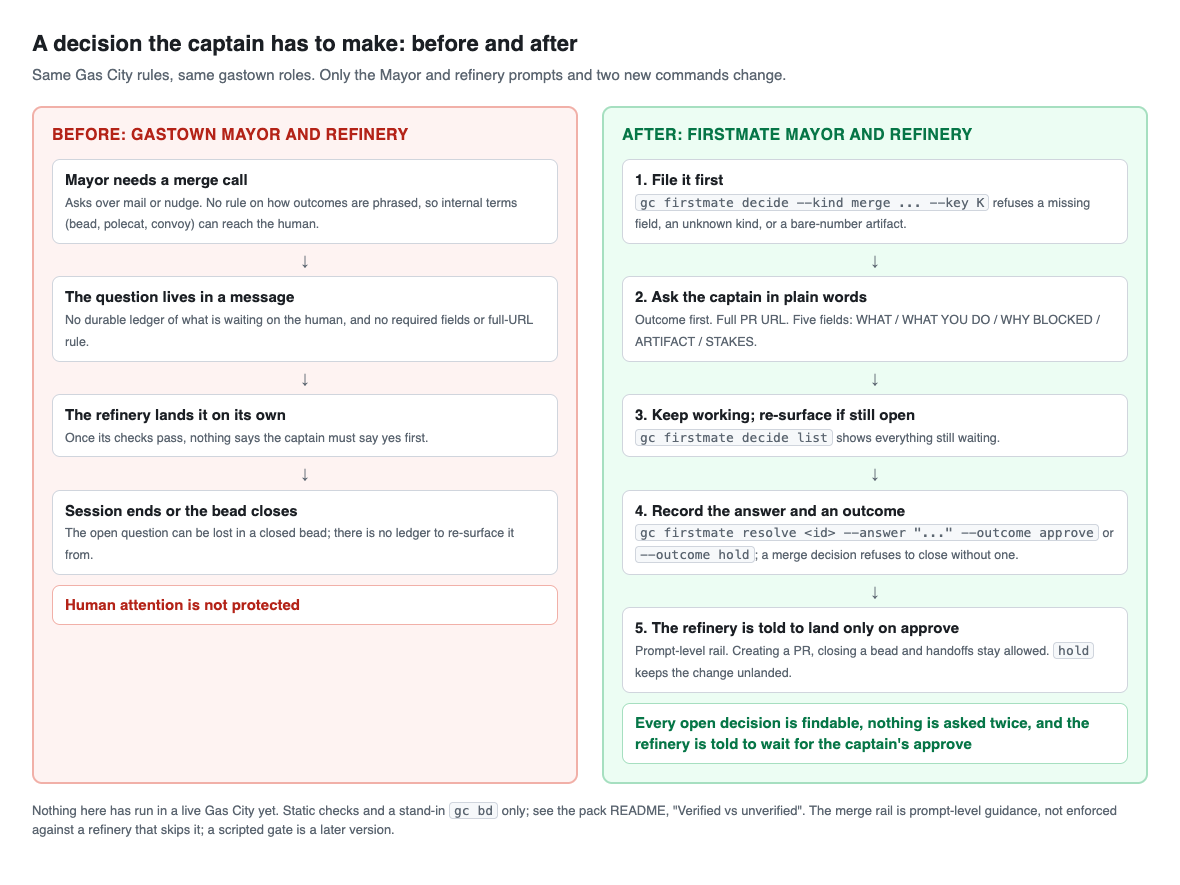 A decision the captain has to make: before and after
Same Gas City rules, same gastown roles. Only the Mayor and refinery prompts and two new commands change.
BEFORE: GASTOWN MAYOR AND REFINERY
Mayor needs a merge call
Asks over mail or nudge. No rule on how outcomes are phrased, so internal terms
(bead, polecat, convoy) can reach the human.
↓
The question lives in a message
No durable ledger of what is waiting on the human, and no required fields or full-URL
rule.
↓
The refinery lands it on its own
Once its checks pass, nothing says the captain must say yes first.
↓
Session ends or the bead closes
The open question can be lost in a closed bead; there is no ledger to re-surface it
from.
Human attention is not protected
AFTER: FIRSTMATE MAYOR AND REFINERY
1. File it first
gc firstmate decide --kind merge ... --key K refuses a missing
field, an unknown kind, or a bare-number artifact.
↓
2. Ask the captain in plain words
Outcome first. Full PR URL. Five fields: WHAT / WHAT YOU DO / WHY BLOCKED /
ARTIFACT / STAKES.
↓
3. Keep working; re-surface if still open
gc firstmate decide list shows everything still waiting.
↓
4. Record the answer and an outcome
gc firstmate resolve <id> --answer "..." --outcome approve or
--outcome hold; a merge decision refuses to close without one.
↓
5. The refinery is told to land only on approve
Prompt-level rail. Creating a PR, closing a bead and handoffs stay allowed. hold
keeps the change unlanded.
Every open decision is findable, nothing is asked twice, and the
refinery is told to wait for the captain's approve
Nothing here has run in a live Gas City yet. Static checks and a stand-in gc bd only; see the pack README, "Verified vs unverified". The merge rail is prompt-level guidance, not enforced
against a refinery that skips it; a scripted gate is a later version.